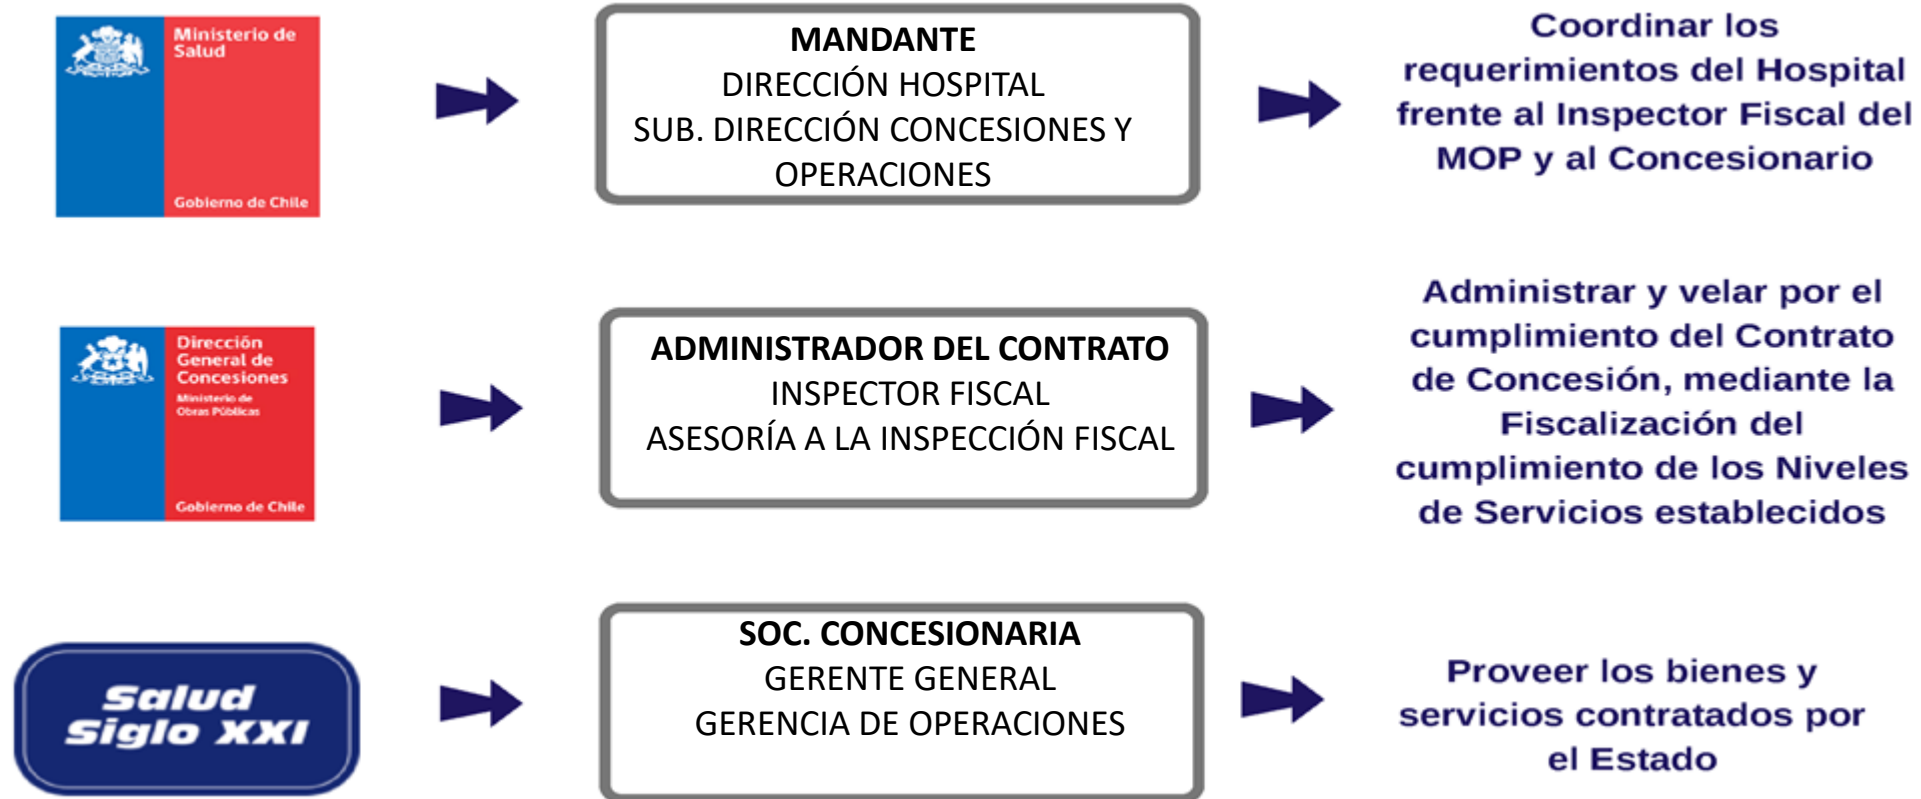 Ministerio de
Salud
Gobierno de Chile
MANDANTE
DIRECCIÓN HOSPITAL
SUB. DIRECCIÓN CONCESIONES Y
OPERACIONES
Coordinar los
requerimientos del Hospital
frente al Inspector Fiscal del
MOP y al Concesionario
Dirección
General de
Concesiones
Ministerio de
Obras Públicas
Gobierno de Chile
ADMINISTRADOR DEL CONTRATO
INSPECTOR FISCAL
ASESORÍA A LA INSPECCIÓN FISCAL
Administrar y velar por el
cumplimiento del Contrato
de Concesión, mediante la
Fiscalización del
cumplimiento de los Niveles
de Servicios establecidos
Salud
Siglo XXI
SOC. CONCESIONARIA
GERENTE GENERAL
GERENCIA DE OPERACIONES
Proveer los bienes y
servicios contratados por
el Estado